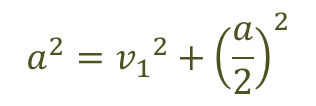 a² = v₁² + (a/2)²